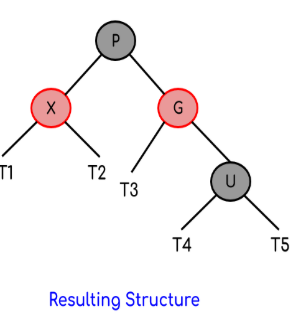 P
X G
T1 T2 T3 U
T4 T5
Resulting Structure